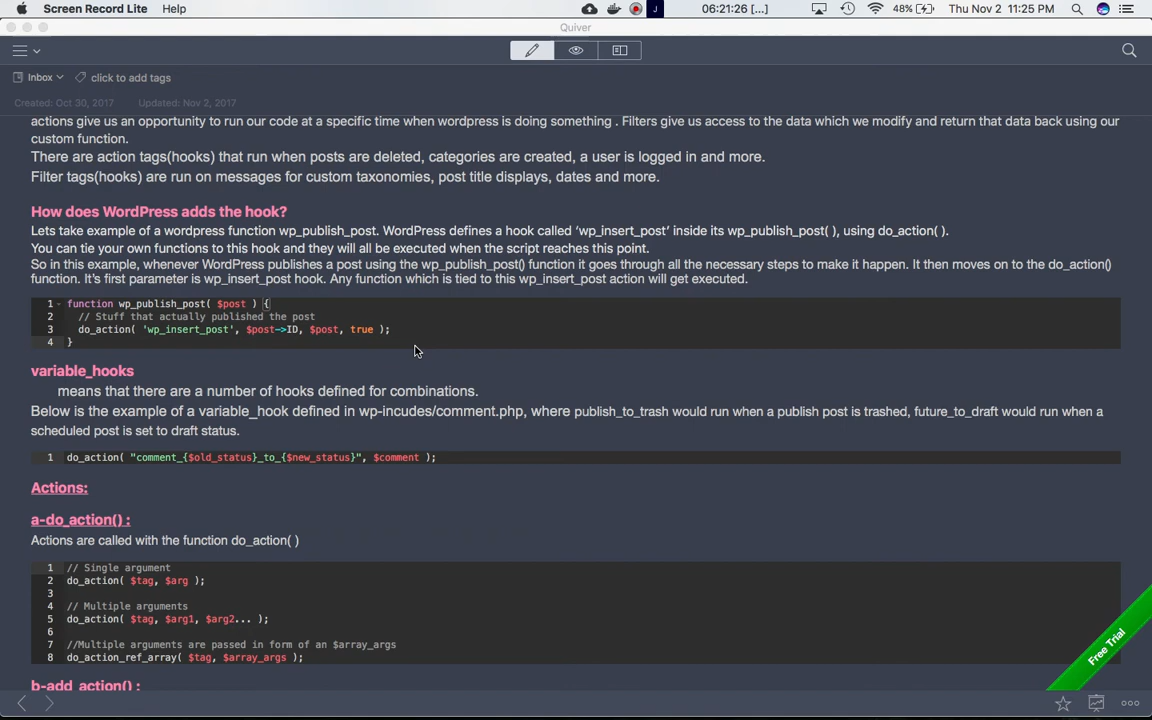 Screen Record Lite Help 06:21:26 [...] 48% Thu Nov 2 11:25 PM
Quiver
Inbox click to add tags
Created: Oct 30, 2017 Updated: Nov 2, 2017
actions give us an opportunity to run our code at a specific time when wordpress is doing something . Filters give us access to the data which we modify and return that data back using our
custom function.
There are action tags(hooks) that run when posts are deleted, categories are created, a user is logged in and more.
Filter tags(hooks) are run on messages for custom taxonomies, post title displays, dates and more.
How does WordPress adds the hook?
Lets take example of a wordpress function wp_publish_post. WordPress defines a hook called 'wp_insert_post' inside its wp_publish_post( ), using do_action( ).
You can tie your own functions to this hook and they will all be executed when the script reaches this point.
So in this example, whenever WordPress publishes a post using the wp_publish_post() function it goes through all the necessary steps to make it happen. It then moves on to the do_action()
function. It's first parameter is wp_insert_post hook. Any function which is tied to this wp_insert_post action will get executed.
1 function wp_publish_post( $post ) {
2 // Stuff that actually published the post
3 do_action( 'wp_insert_post', $post->ID, $post, true );
4 }
variable_hooks
means that there are a number of hooks defined for combinations.
Below is the example of a variable_hook defined in wp-incudes/comment.php, where publish_to_trash would run when a publish post is trashed, future_to_draft would run when a
scheduled post is set to draft status.
1 do_action( "comment_{$old_status}_to_{$new_status}", $comment );
Actions:
a-do_action() :
Actions are called with the function do_action( )
1 // Single argument
2 do_action( $tag, $arg );
3
4 // Multiple arguments
5 do_action( $tag, $arg1, $arg2... );
6
7 //Multiple arguments are passed in form of an $array_args
8 do_action_ref_array( $tag, $array_args );
b-add_action() :
Free Trial